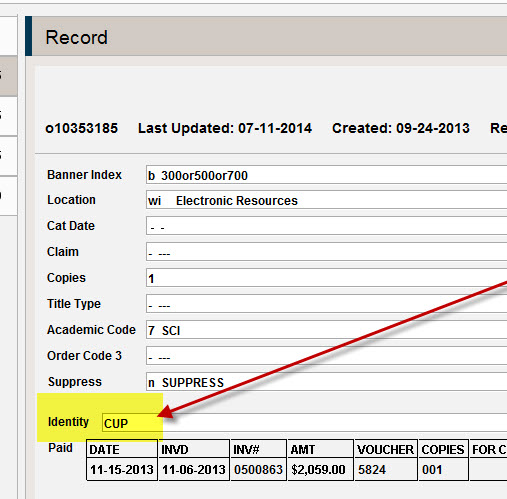 Record
o10353185 Last Updated: 07-11-2014 Created: 09-24-2013
Banner Index b 300or500or700
Location wi Electronic Resources
Cat Date - -
Claim - ---
Copies 1
Title Type - ---
Academic Code 7 SCI
Order Code 3 - ---
Suppress n SUPPRESS
Identity CUP
Paid DATE INVD INV# AMT VOUCHER COPIES FOR C
11-15-2013 11-06-2013 0500863 $2,059.00 5824 001